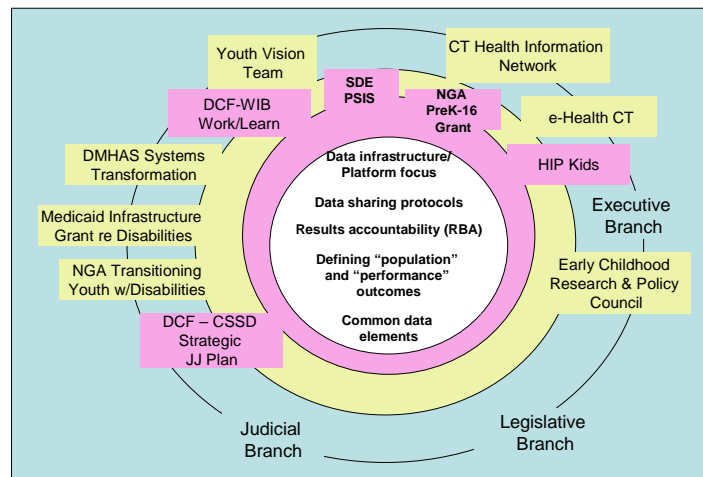 Youth Vision
Team
CT Health Information
Network
SDE
PSIS
NGA
PreK-16
Grant
DCF-WIB
Work/Learn
e-Health CT
DMHAS Systems
Transformation
HIP Kids
Data infrastructure/
Platform focus
Data sharing protocols
Results accountability (RBA)
Defining “population”
and “performance”
outcomes
Common data
elements
Medicaid Infrastructure
Grant re Disabilities
Executive
Branch
NGA Transitioning
Youth w/Disabilities
Early Childhood
Research & Policy
Council
DCF – CSSD
Strategic
JJ Plan
Judicial
Branch
Legislative
Branch